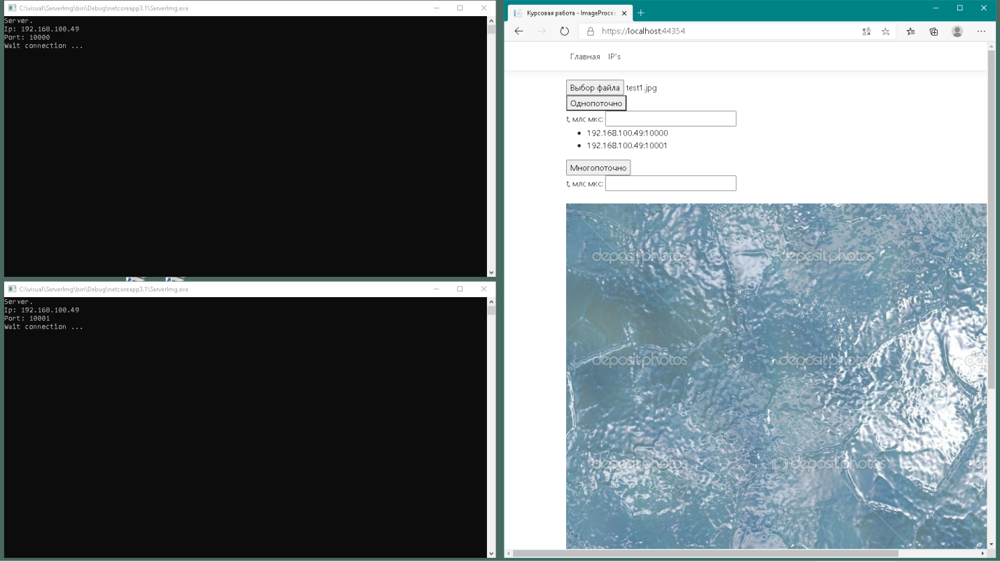 C:\visual\ServerImg\bin\Debug\netcoreapp3.1\ServerImg.exe
Server.
Ip: 192.168.100.49
Port: 10000
Wait connection ...
C:\visual\ServerImg\bin\Debug\netcoreapp3.1\ServerImg.exe
Server.
Ip: 192.168.100.49
Port: 10001
Wait connection ...
Курсовая работа - ImageProces
https://localhost:44354
Главная IP's
Выбор файла test1.jpg
Однопоточно
t, млс мкс:
192.168.100.49:10000
192.168.100.49:10001
Многопоточно
t, млс мкс:
depositphotos depositphotos de
depositphotos depositphotos de
depositphotos depositphotos de